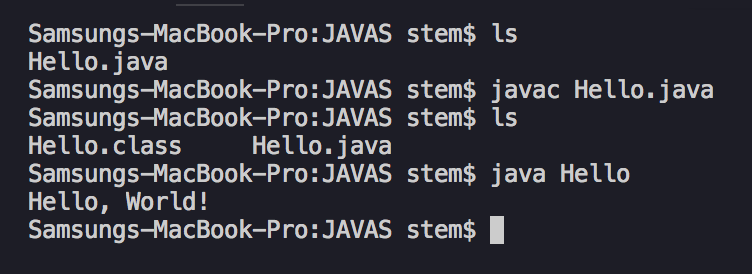 Samsungs-MacBook-Pro:JAVAS stem$ ls
Hello.java
Samsungs-MacBook-Pro:JAVAS stem$ javac Hello.java
Samsungs-MacBook-Pro:JAVAS stem$ ls
Hello.class     Hello.java
Samsungs-MacBook-Pro:JAVAS stem$ java Hello
Hello, World!
Samsungs-MacBook-Pro:JAVAS stem$